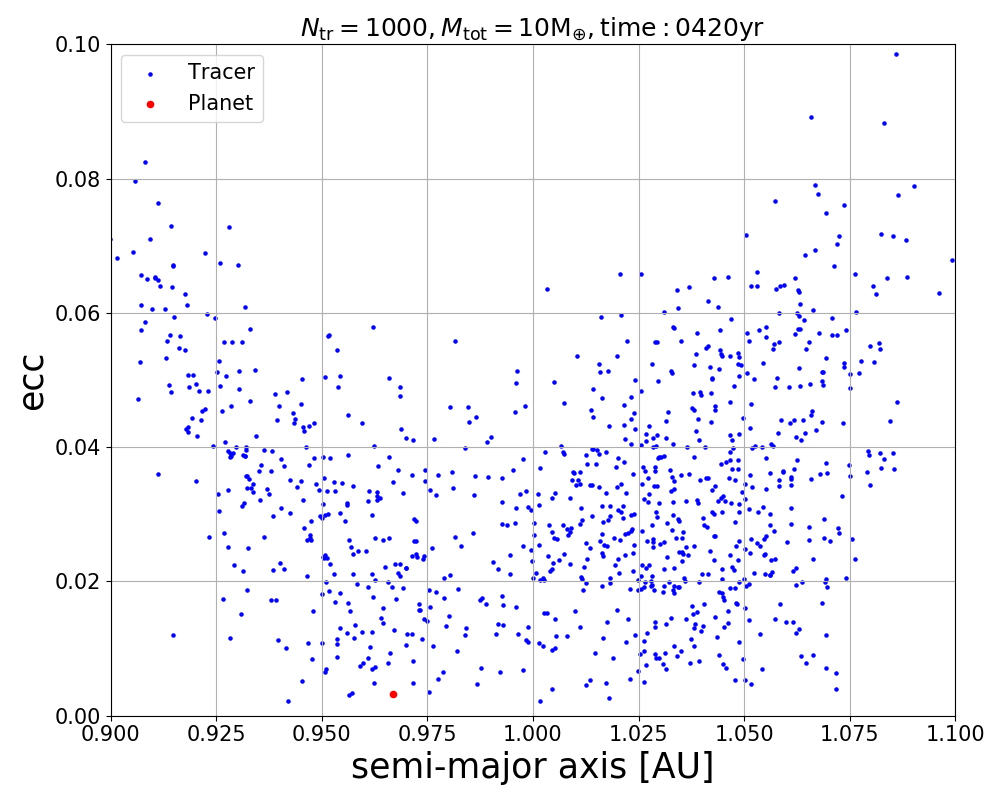 N_tr = 1000, M_tot = 10M_⊕, time : 0420yr
Tracer
Planet
0.10
0.08
0.06
0.04
0.02
0.00
ecc
0.900 0.925 0.950 0.975 1.000 1.025 1.050 1.075 1.100
semi-major axis [AU]